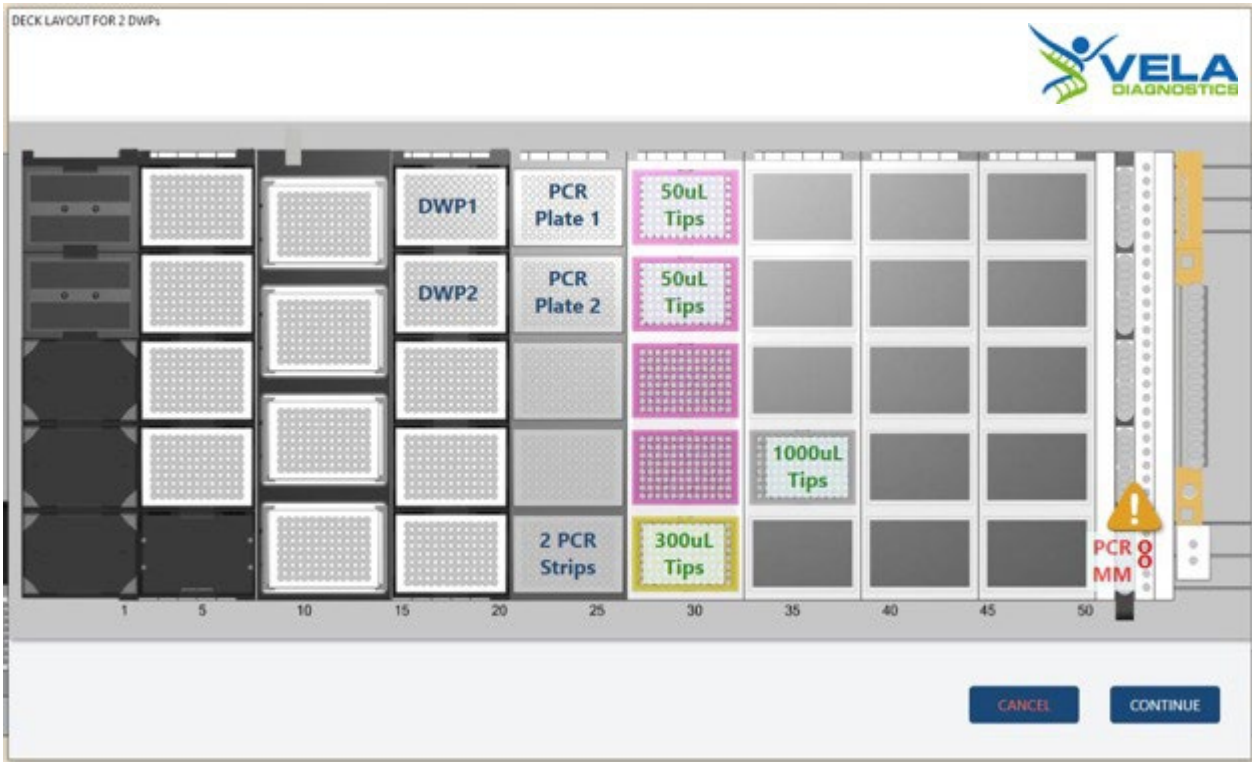 DECK LAYOUT FOR 2 DWPs
VELA
DIAGNOSTICS
DWP1
PCR
Plate 1
50uL
Tips
DWP2
PCR
Plate 2
50uL
Tips
1000uL
Tips
2 PCR
Strips
300uL
Tips
PCR
MM
1 5 10 15 20 25 30 35 40 45 50
CANCEL
CONTINUE